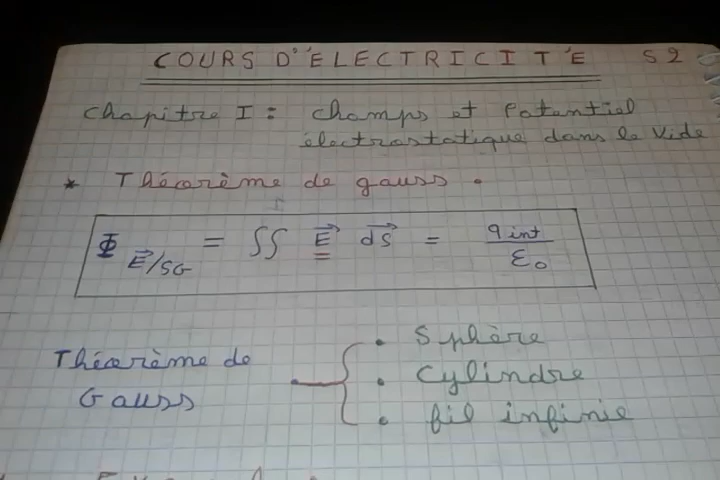 COURS D'ELECTRICITÉ S2
Chapitre I : Champs et Potentiel
électrostatique dans le Vide
* Théorème de gauss.
Φ E⃗/SG = ∫∫ E⃗ dS⃗ = q int / ε₀
Théorème de
Gauss
• Sphère
• Cylindre
• fil infinie